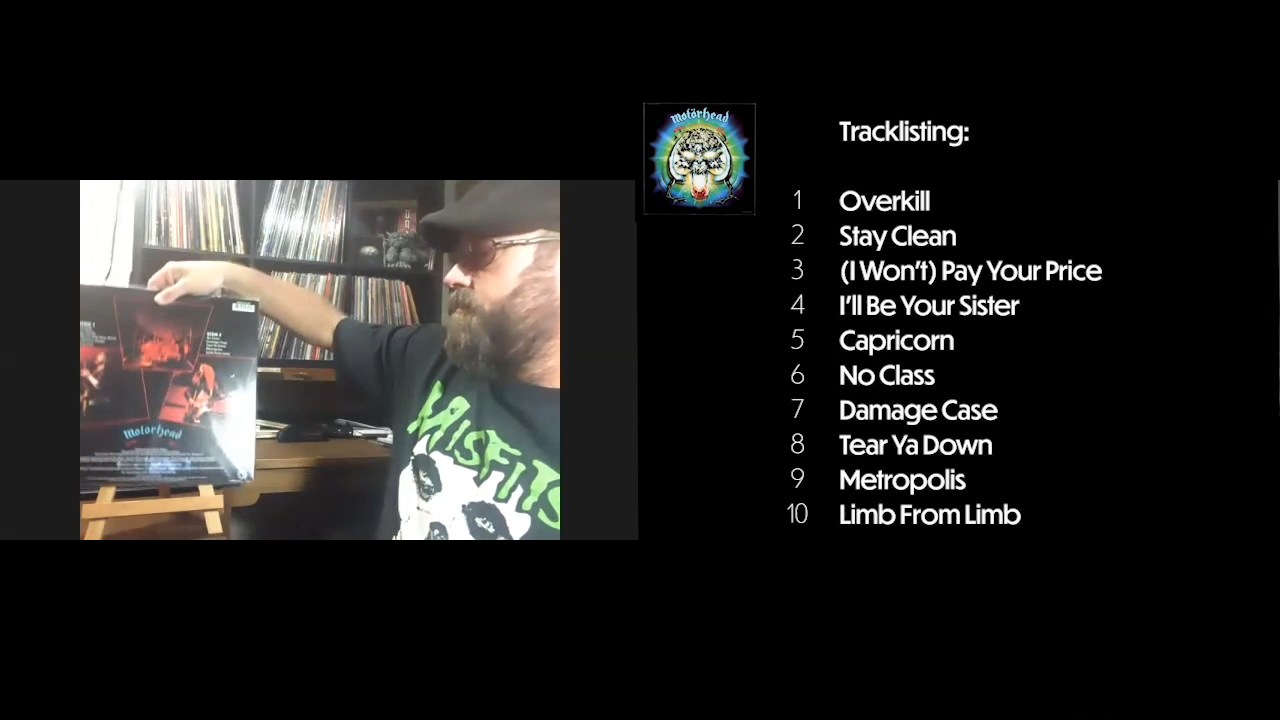 Motörhead
Tracklisting:
1 Overkill
2 Stay Clean
3 (I Won't) Pay Your Price
4 I'll Be Your Sister
5 Capricorn
6 No Class
7 Damage Case
8 Tear Ya Down
9 Metropolis
10 Limb From Limb
Motörhead
MISFITS